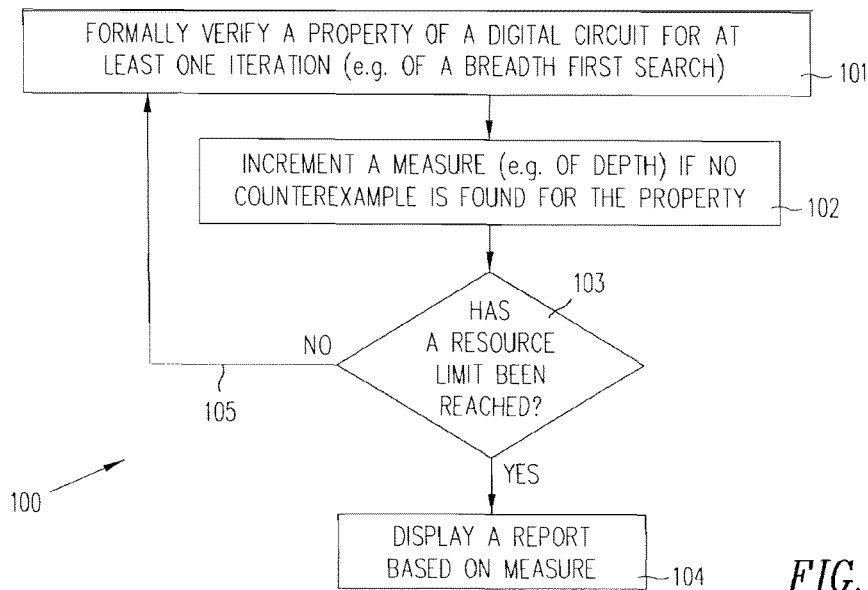 FORMALLY VERIFY A PROPERTY OF A DIGITAL CIRCUIT FOR AT
LEAST ONE ITERATION (e.g. OF A BREADTH FIRST SEARCH)
101
INCREMENT A MEASURE (e.g. OF DEPTH) IF NO
COUNTEREXAMPLE IS FOUND FOR THE PROPERTY
102
103
HAS
A RESOURCE
LIMIT BEEN
REACHED?
NO
105
YES
100
DISPLAY A REPORT
BASED ON MEASURE
104
FIG.